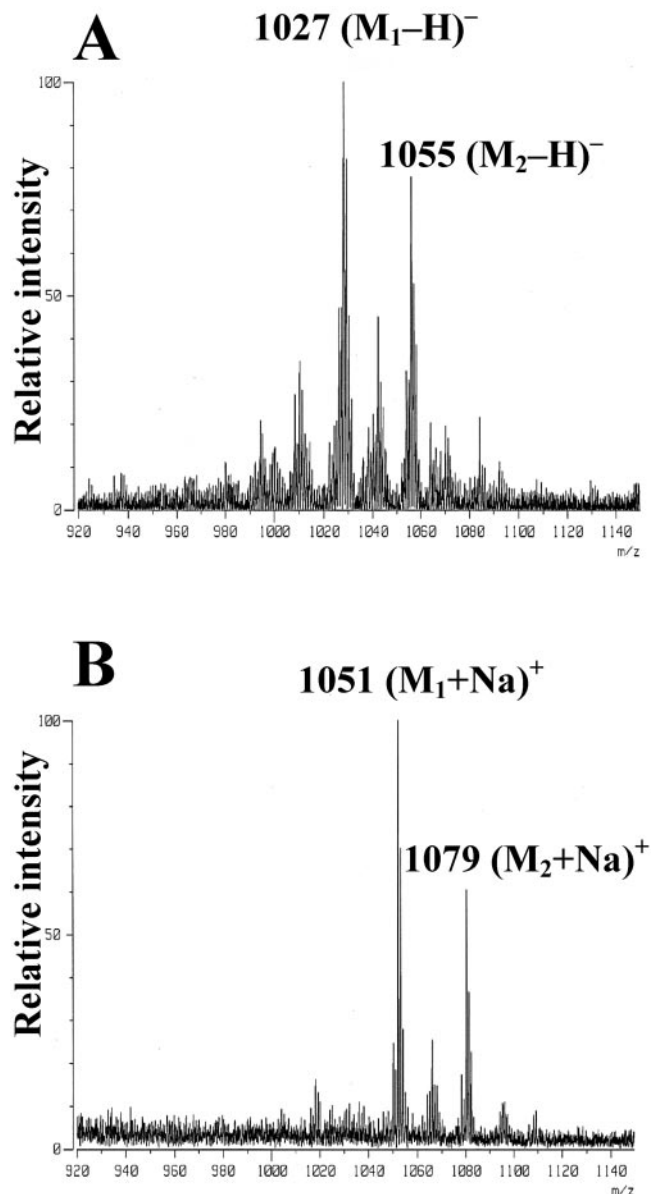 A
1027 (M₁–H)⁻
1055 (M₂–H)⁻
Relative intensity
100
50
0
920 940 960 980 1000 1020 1040 1060 1080 1100 1120 1140
m/z
B
1051 (M₁+Na)⁺
1079 (M₂+Na)⁺
Relative intensity
100
50
0
920 940 960 980 1000 1020 1040 1060 1080 1100 1120 1140
m/z